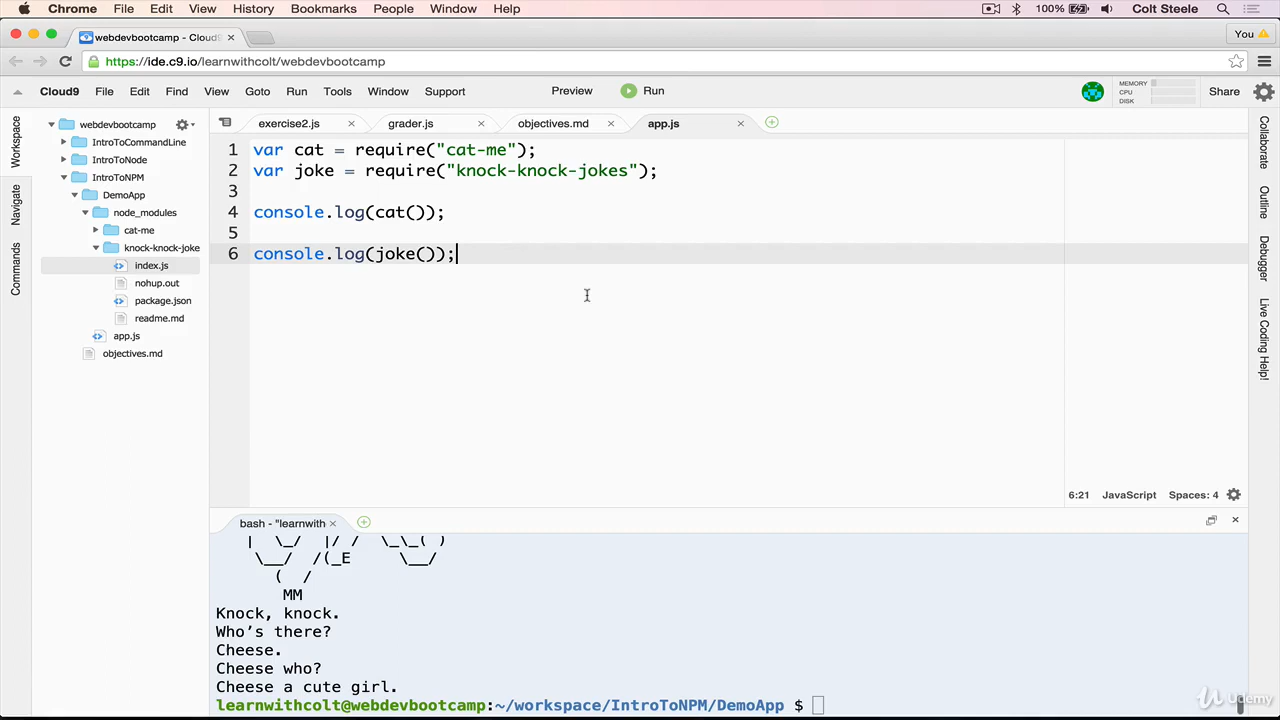 Chrome File Edit View History Bookmarks People Window Help 100% Colt Steele
webdevbootcamp - Cloud9 × You
https://ide.c9.io/learnwithcolt/webdevbootcamp
Cloud9 File Edit Find View Goto Run Tools Window Support Preview Run MEMORY CPU DISK Share
exercise2.js × grader.js × objectives.md × app.js ×
Workspace
Navigate
Commands
webdevbootcamp
IntroToCommandLine
IntroToNode
IntroToNPM
DemoApp
node_modules
cat-me
knock-knock-joke
index.js
nohup.out
package.json
readme.md
app.js
objectives.md
1 var cat = require("cat-me");
2 var joke = require("knock-knock-jokes");
3
4 console.log(cat());
5
6 console.log(joke());
6:21 JavaScript Spaces: 4
Collaborate
Outline
Debugger
Live Coding Help!
bash - "learnwith ×
| \_/ |/ / \_\_( )
\__/ /(_E \__/
( /
MM
Knock, knock.
Who's there?
Cheese.
Cheese who?
Cheese a cute girl.
learnwithcolt@webdevbootcamp:~/workspace/IntroToNPM/DemoApp $
Udemy